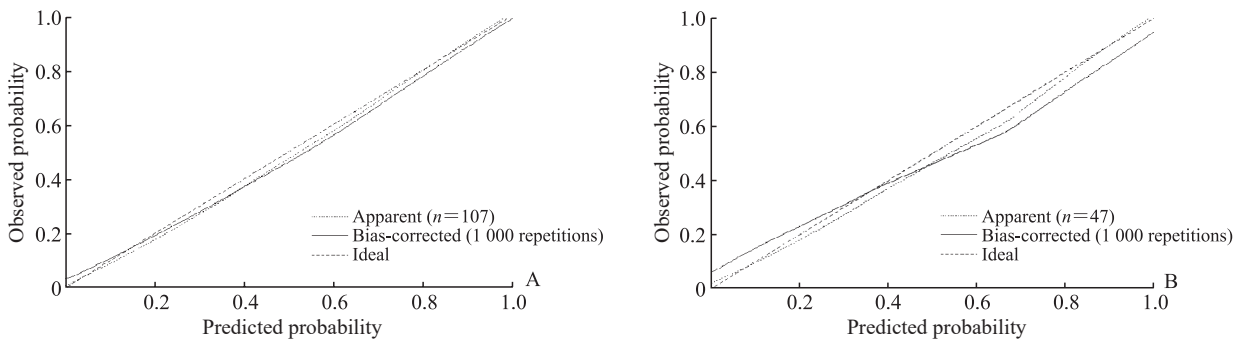 1.0
0.8
0.6
0.4
0.2
0
Observed probability
Apparent (n＝107)
Bias-corrected (1 000 repetitions)
Ideal
A
0.2
0.4
0.6
0.8
1.0
Predicted probability
1.0
0.8
0.6
0.4
0.2
0
Observed probability
Apparent (n＝47)
Bias-corrected (1 000 repetitions)
Ideal
B
0.2
0.4
0.6
0.8
1.0
Predicted probability